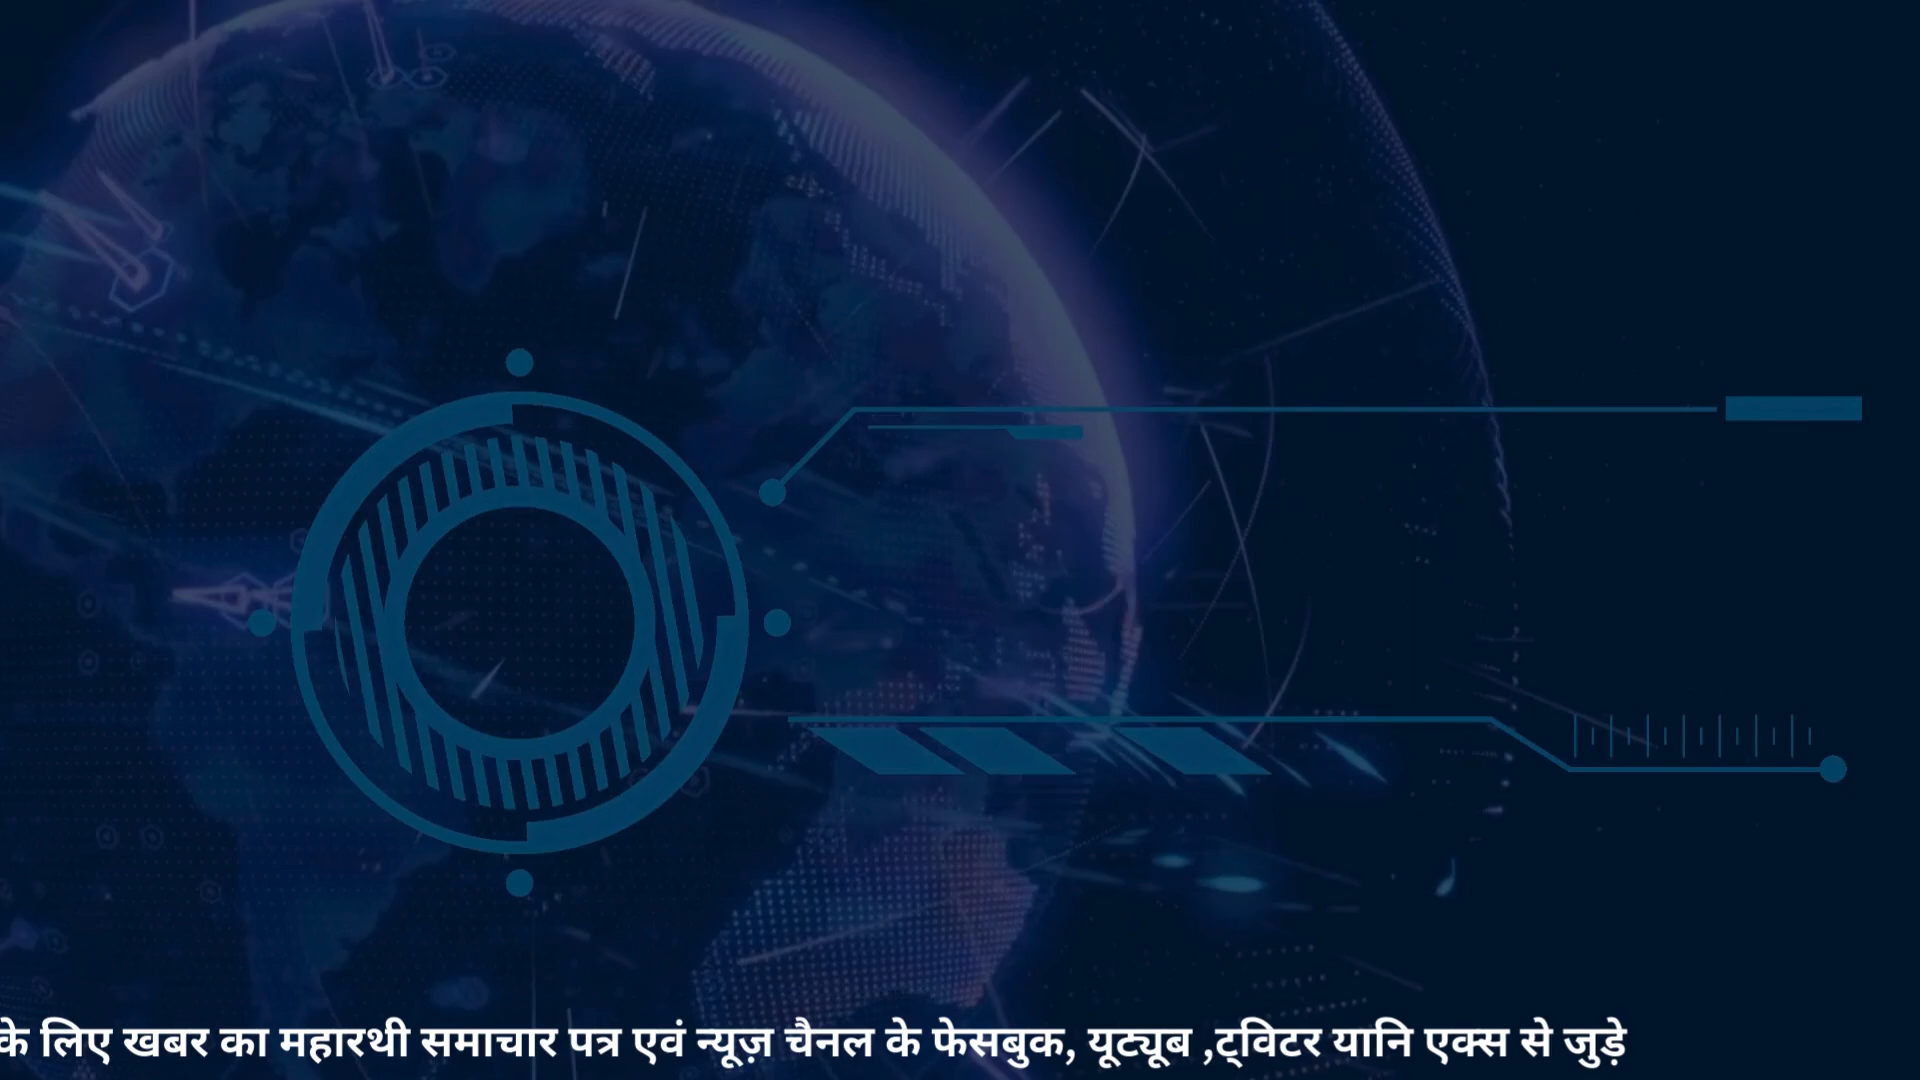 के लिए खबर का महारथी समाचार पत्र एवं न्यूज़ चैनल के फेसबुक, यूट्यूब ,ट्विटर यानि एक्स से जुड़े